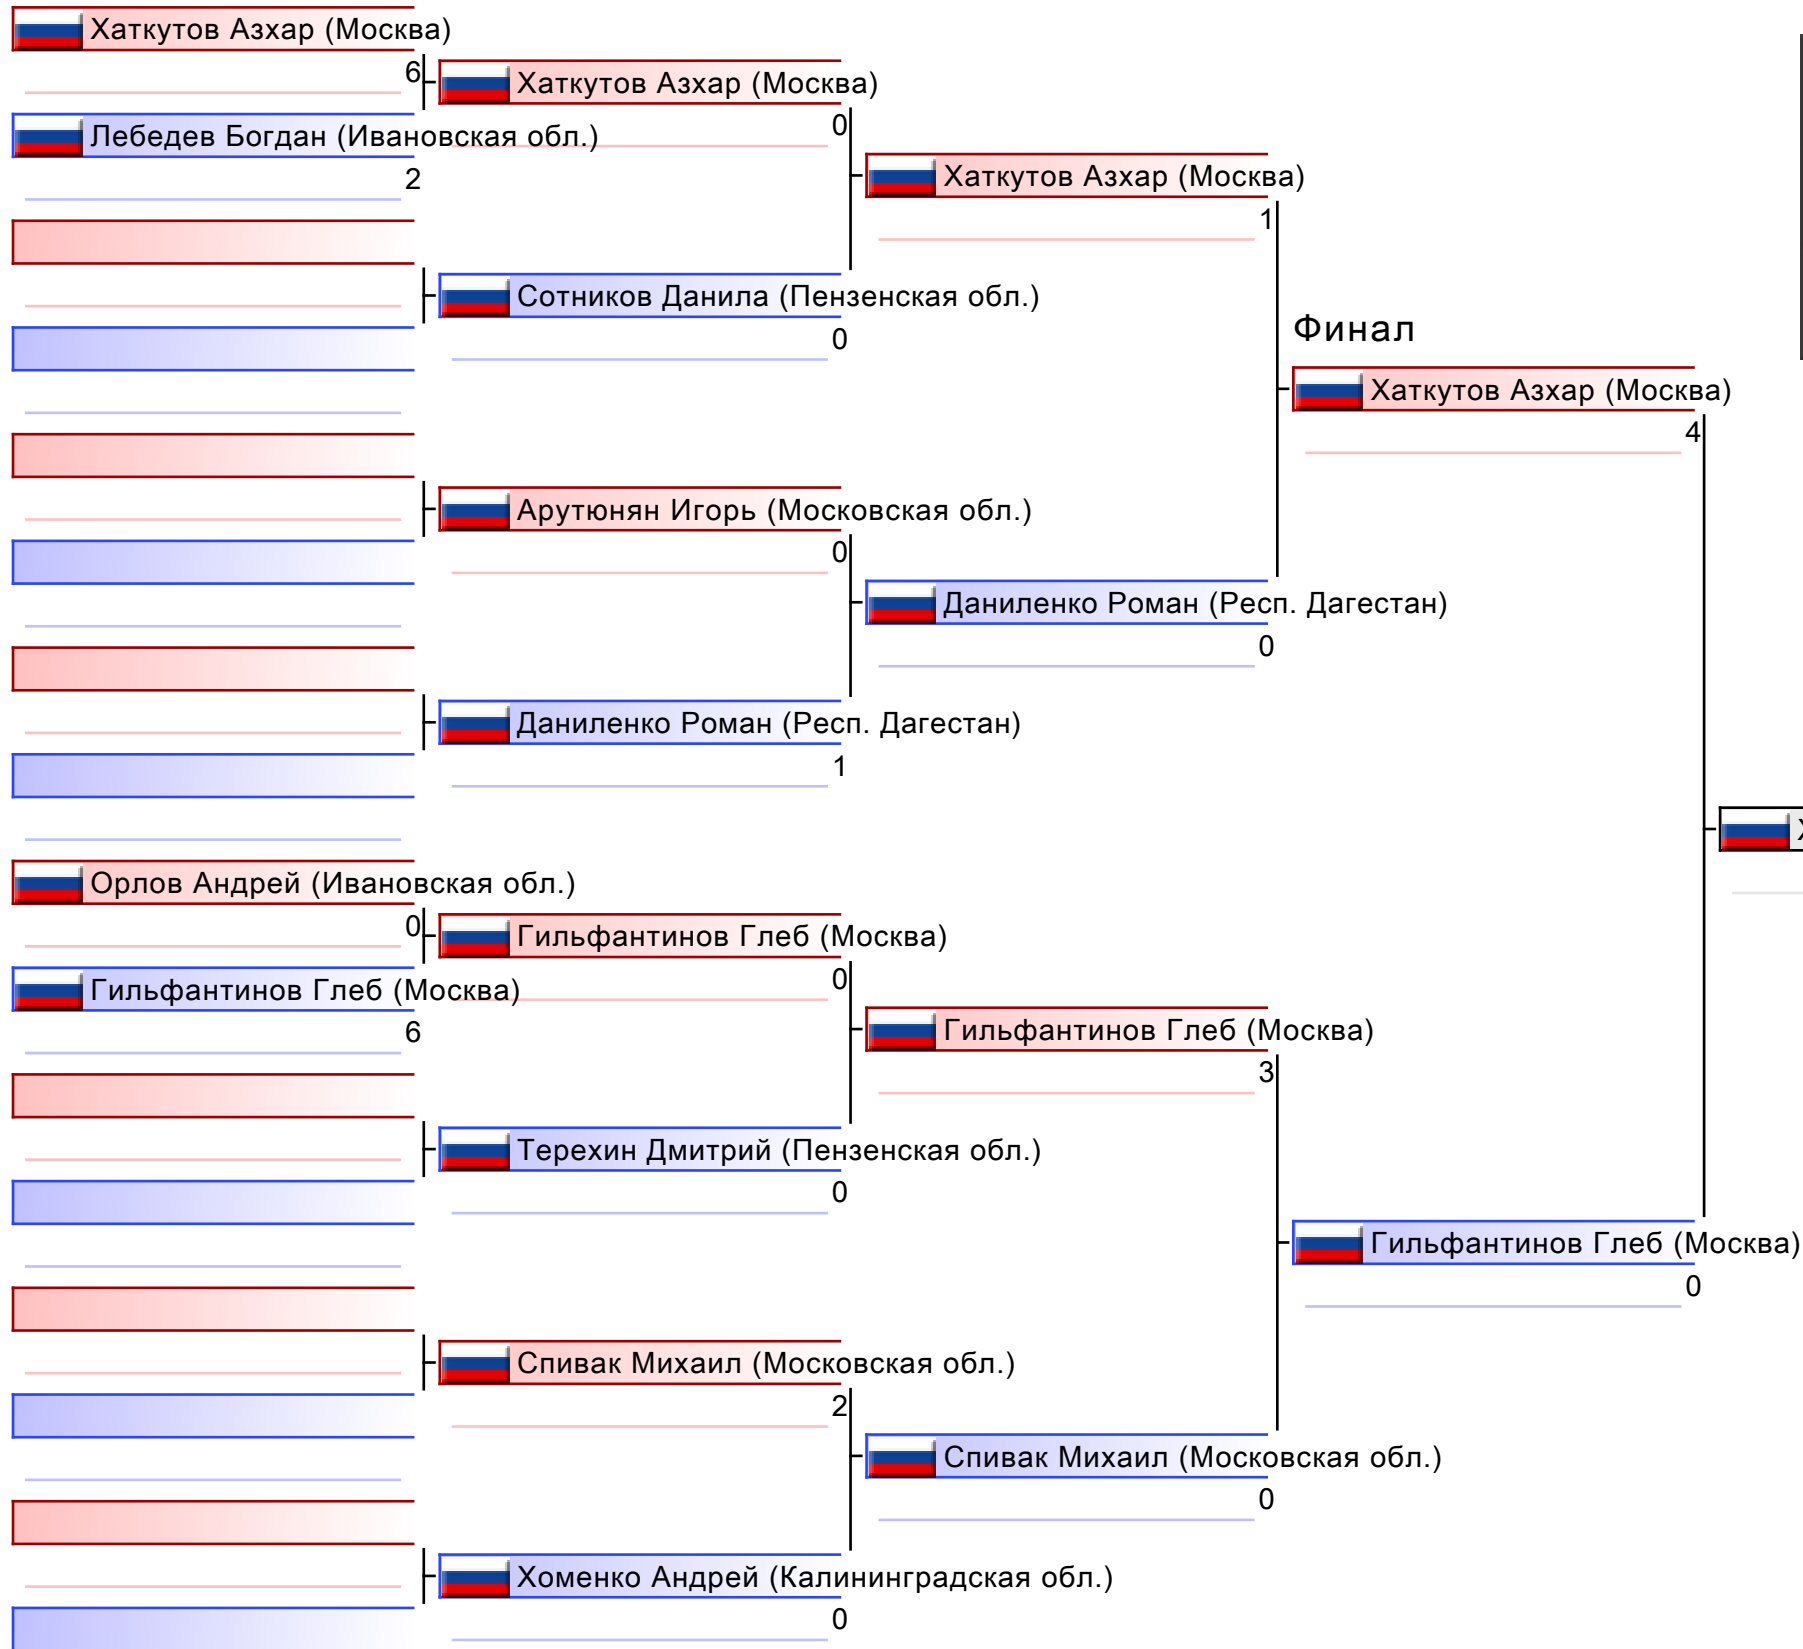 Хаткутов Азхар (Москва)
6
Лебедев Богдан (Ивановская обл.)
2
Орлов Андрей (Ивановская обл.)
0
Гильфантинов Глеб (Москва)
6
Хаткутов Азхар (Москва)
0
Сотников Данила (Пензенская обл.)
0
Арутюнян Игорь (Московская обл.)
0
Даниленко Роман (Респ. Дагестан)
1
Гильфантинов Глеб (Москва)
0
Терехин Дмитрий (Пензенская обл.)
0
Спивак Михаил (Московская обл.)
2
Хоменко Андрей (Калининградская обл.)
0
Хаткутов Азхар (Москва)
1
Даниленко Роман (Респ. Дагестан)
0
Гильфантинов Глеб (Москва)
3
Спивак Михаил (Московская обл.)
0
Финал
Хаткутов Азхар (Москва)
4
Гильфантинов Глеб (Москва)
0